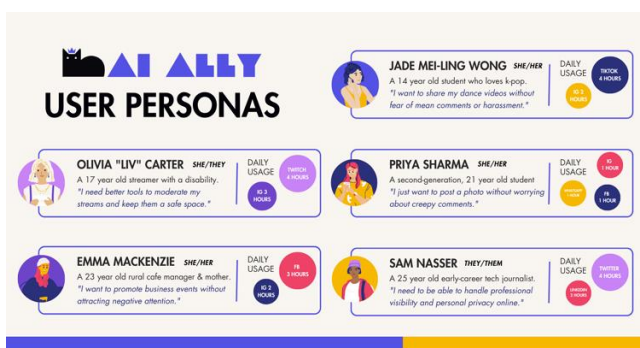 AI ALLY
USER PERSONAS
JADE MEI-LING WONG SHE/HER
A 14 year old student who loves k-pop.
"I want to share my dance videos without
fear of mean comments or harassment."
DAILY
USAGE
TIKTOK
4 HOURS
IG 3
HOURS
OLIVIA "LIV" CARTER SHE/THEY
A 17 year old streamer with a disability.
"I need better tools to moderate my
streams and keep them a safe space."
DAILY
USAGE
TWITCH
4 HOURS
IG 3
HOURS
PRIYA SHARMA SHE/HER
A second-generation, 21 year old student
"I just want to post a photo without worrying
about creepy comments."
DAILY
USAGE
IG
1 HOUR
1 HOUR
FB
1 HOUR
EMMA MACKENZIE SHE/HER
A 23 year old rural cafe manager & mother.
"I want to promote business events without
attracting negative attention."
DAILY
USAGE
FB
3 HOURS
IG 2
HOURS
SAM NASSER THEY/THEM
A 25 year old early-career tech journalist.
"I need to be able to handle professional
visibility and personal privacy online."
DAILY
USAGE
TWITTER
4 HOURS
LINKEDIN
3 HOURS